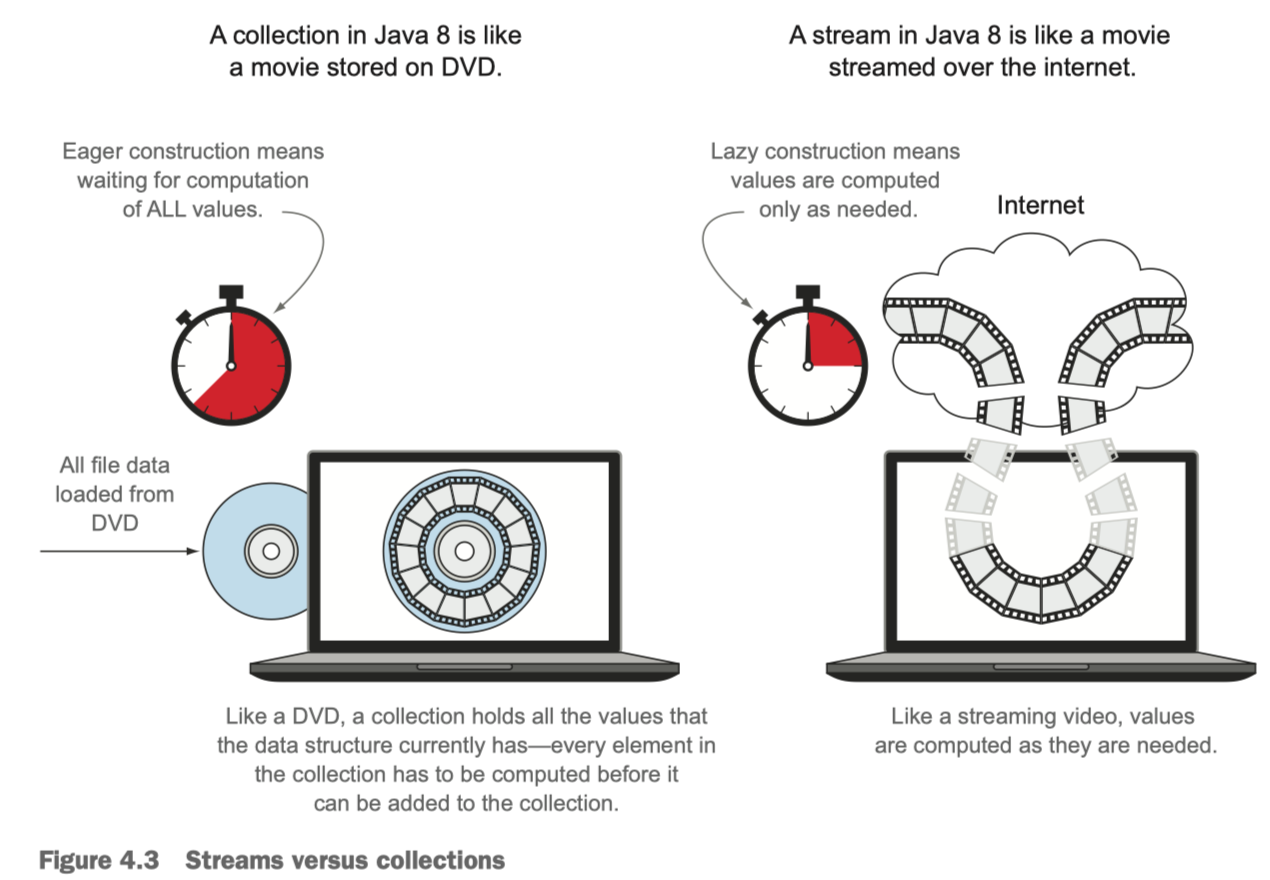 A collection in Java 8 is like
a movie stored on DVD.
A stream in Java 8 is like a movie
streamed over the internet.
Eager construction means
waiting for computation
of ALL values.
Lazy construction means
values are computed
only as needed.
Internet
All file data
loaded from
DVD
Like a DVD, a collection holds all the values that
the data structure currently has—every element in
the collection has to be computed before it
can be added to the collection.
Like a streaming video, values
are computed as they are needed.
Figure 4.3 Streams versus collections